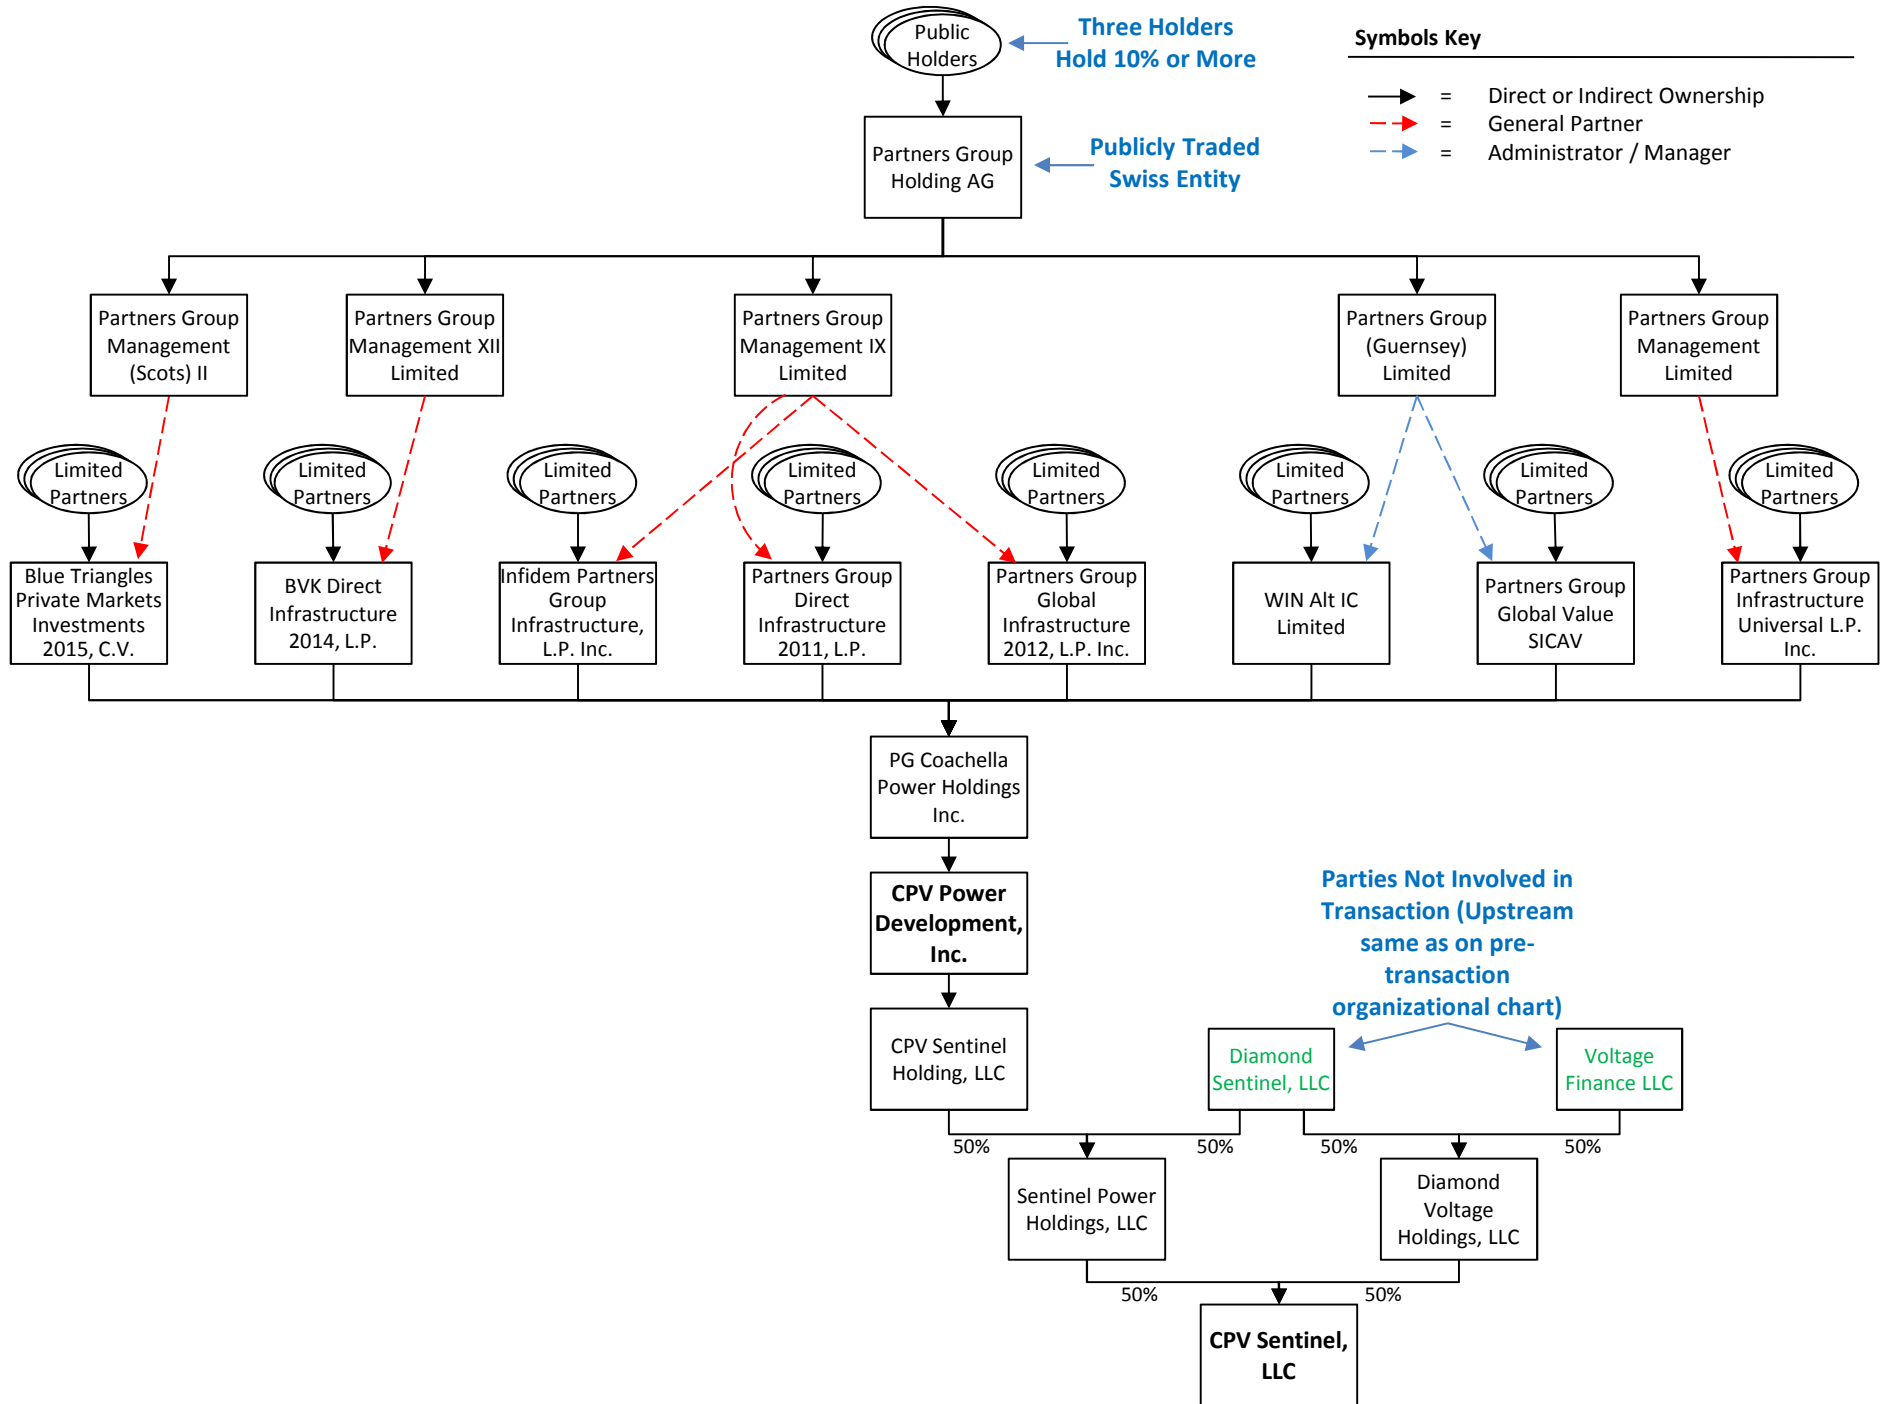 Public
Holders
Three Holders
Hold 10% or More
Symbols Key
= Direct or Indirect Ownership
= General Partner
= Administrator / Manager
Partners Group
Holding AG
Publicly Traded
Swiss Entity
Partners Group
Management
(Scots) II
Partners Group
Management XII
Limited
Partners Group
Management IX
Limited
Partners Group
(Guernsey)
Limited
Partners Group
Management
Limited
Limited
Partners
Limited
Partners
Limited
Partners
Limited
Partners
Limited
Partners
Limited
Partners
Limited
Partners
Limited
Partners
Blue Triangles
Private Markets
Investments
2015, C.V.
BVK Direct
Infrastructure
2014, L.P.
Infidem Partners
Group
Infrastructure,
L.P. Inc.
Partners Group
Direct
Infrastructure
2011, L.P.
Partners Group
Global
Infrastructure
2012, L.P. Inc.
WIN Alt IC
Limited
Partners Group
Global Value
SICAV
Partners Group
Infrastructure
Universal L.P.
Inc.
PG Coachella
Power Holdings
Inc.
CPV Power
Development,
Inc.
Parties Not Involved in
Transaction (Upstream
same as on pre-
transaction
organizational chart)
CPV Sentinel
Holding, LLC
Diamond
Sentinel, LLC
Voltage
Finance LLC
50%
50%
50%
50%
Sentinel Power
Holdings, LLC
Diamond
Voltage
Holdings, LLC
50%
50%
CPV Sentinel,
LLC